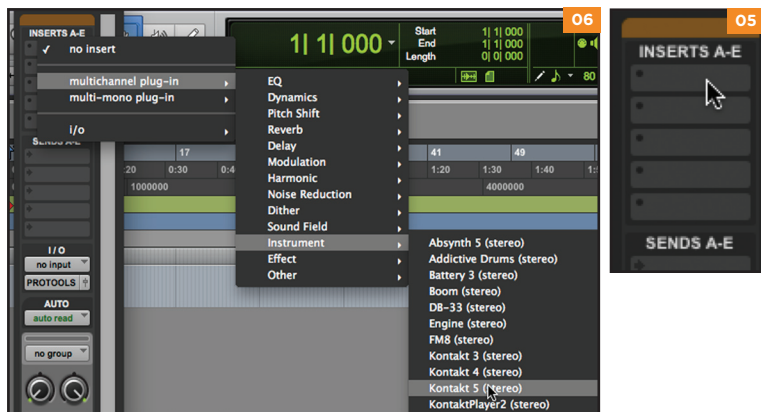 06
05
INSERTS A-E
✓ no insert
multichannel plug-in
multi-mono plug-in
i/o
EQ
Dynamics
Pitch Shift
Reverb
Delay
Modulation
Harmonic
Noise Reduction
Dither
Sound Field
Instrument
Effect
Other
Absynth 5 (stereo)
Addictive Drums (stereo)
Battery 3 (stereo)
Boom (stereo)
DB-33 (stereo)
Engine (stereo)
FM8 (stereo)
Kontakt 3 (stereo)
Kontakt 4 (stereo)
Kontakt 5 (stereo)
KontaktPlayer2 (stereo)
1| 1| 000
Start 1| 1| 000
End 1| 1| 000
Length 0| 0| 000
80
17 41 49
:20 0:30 0:4 1:20 1:30 1:40
1000000 4000000
SENDS A-E
I / O
no input
PROTOOLS
AUTO
auto read
no group
INSERTS A-E
SENDS A-E